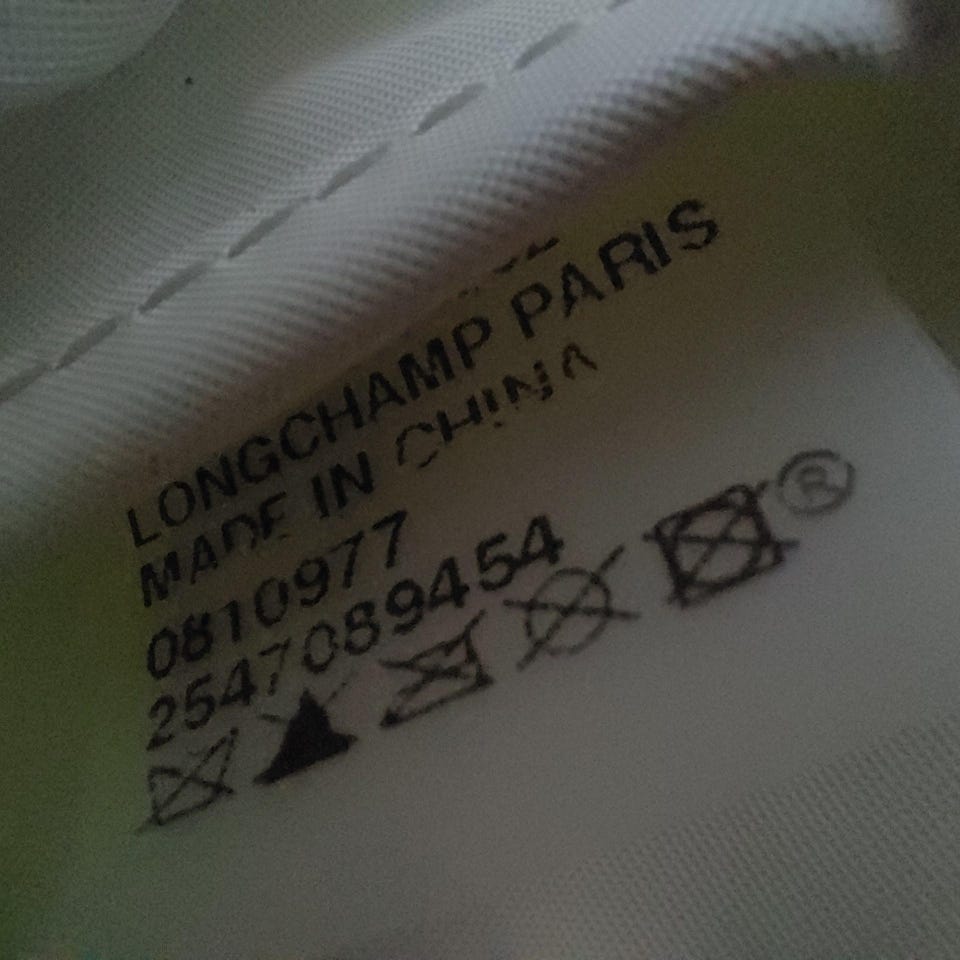 LONGCHAMP PARIS
MADE IN CHINA
0810977
2547089454
®